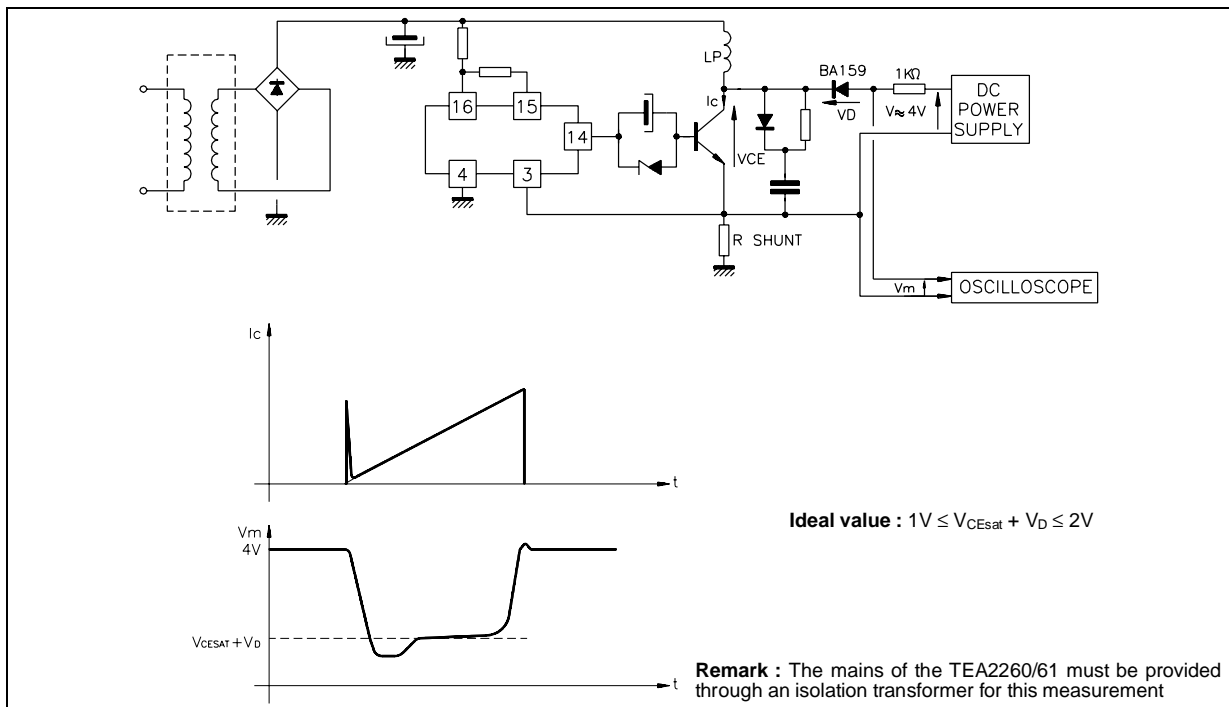 LP
BA159
1KΩ
DC
POWER
SUPPLY
Ic
VD
V≈ 4V
16
15
14
VCE
4
3
R SHUNT
Vm
OSCILLOSCOPE
Ic
t
Ideal value : 1V ≤ VCEsat + VD ≤ 2V
Vm
4V
VCESAT+VD
t
Remark : The mains of the TEA2260/61 must be provided
through an isolation transformer for this measurement